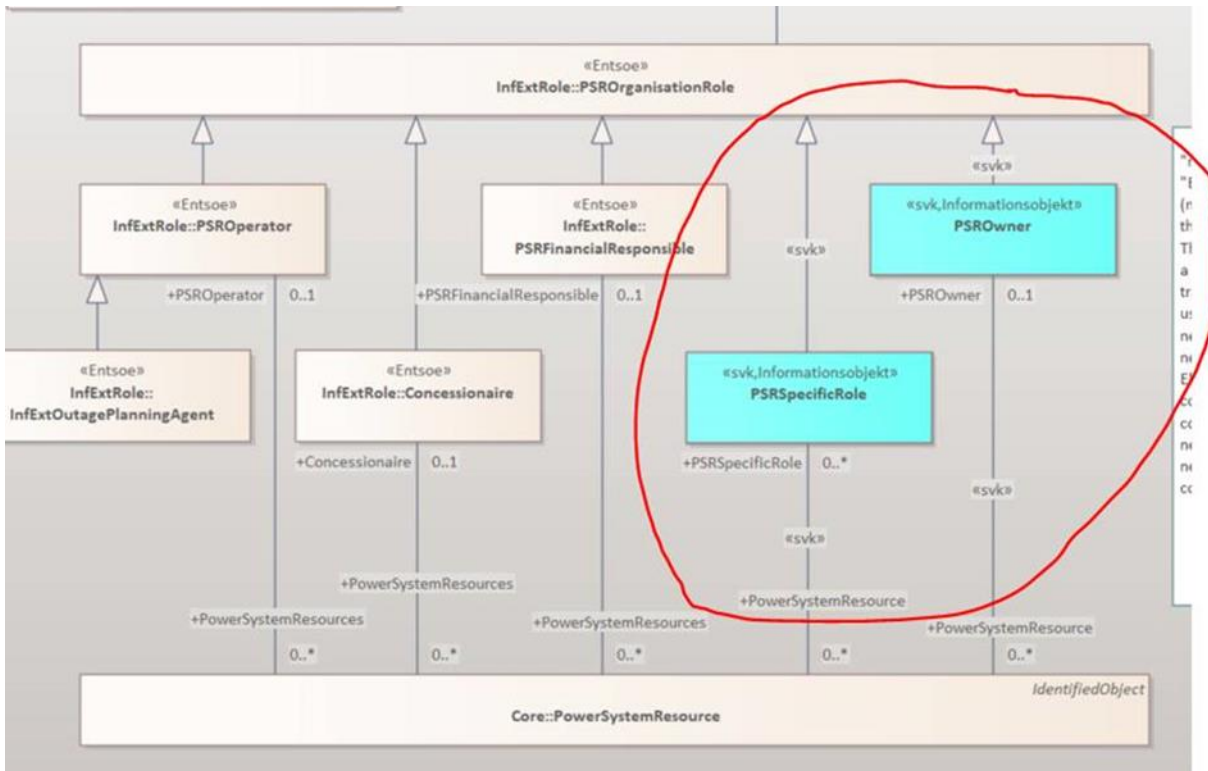 «Entsoe»
InfExtRole::PSROrganisationRole
«svk»
«Entsoe»
InfExtRole::PSROperator
«Entsoe»
InfExtRole::
PSRFinancialResponsible
«svk»
«svk,Informationsobjekt»
PSROwner
+PSROperator 0..1
+PSRFinancialResponsible 0..1
+PSROwner 0..1
«Entsoe»
InfExtRole::
InfExtOutagePlanningAgent
«Entsoe»
InfExtRole::Concessionaire
«svk,Informationsobjekt»
PSRSpecificRole
+Concessionaire 0..1
+PSRSpecificRole 0..*
«svk»
«svk»
+PowerSystemResources
+PowerSystemResource
+PowerSystemResources
+PowerSystemResources
+PowerSystemResource
0..* 0..* 0..* 0..* 0..*
IdentifiedObject
Core::PowerSystemResource